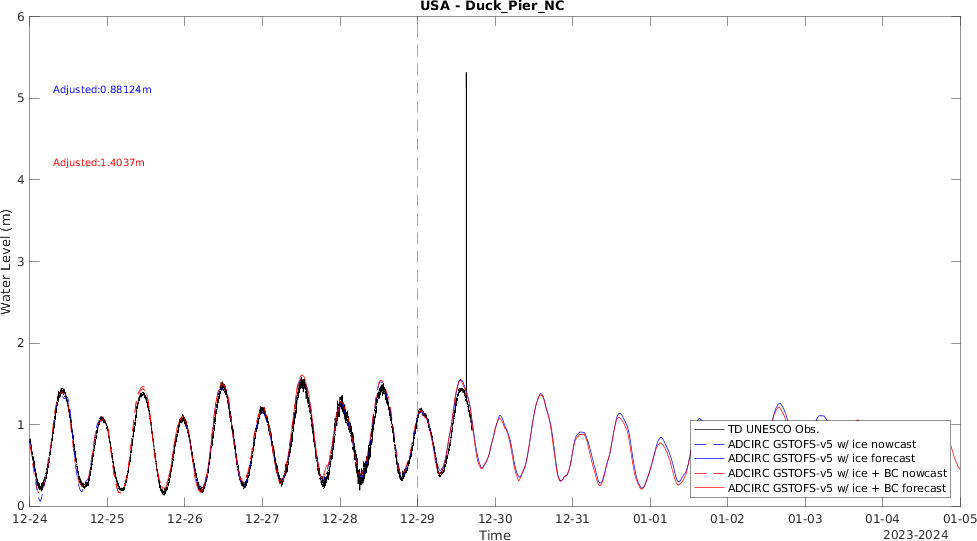 USA - Duck_Pier_NC
6
5
4
3
2
1
0
Water Level (m)
Adjusted:0.88124m
Adjusted:1.4037m
TD UNESCO Obs.
ADCIRC GSTOFS-v5 w/ ice nowcast
ADCIRC GSTOFS-v5 w/ ice forecast
ADCIRC GSTOFS-v5 w/ ice + BC nowcast
ADCIRC GSTOFS-v5 w/ ice + BC forecast
12-24 12-25 12-26 12-27 12-28 12-29 12-30 12-31 01-01 01-02 01-03 01-04 01-05
Time
2023-2024